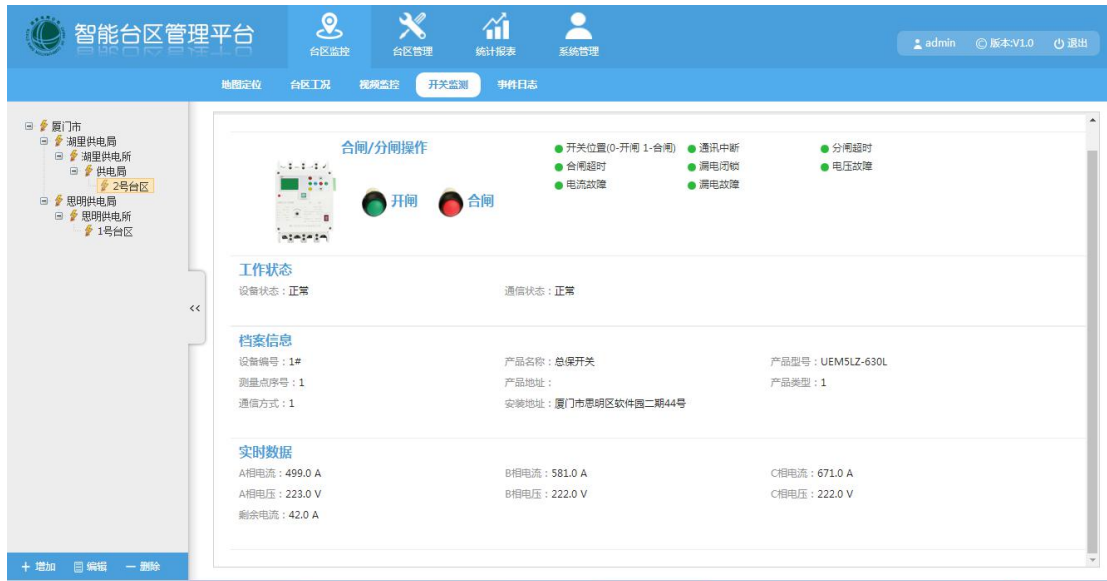 智能台区管理平台
台区监控 台区管理 统计报表 系统管理
admin ©版本:V1.0 退出
地图定位 台区工况 视频监控 开关监测 事件日志
厦门市
湖里供电局
湖里供电所
供电局
2号台区
思明供电局
思明供电所
1号台区
<<
+ 增加 编辑 — 删除
合闸/分闸操作
开闸 合闸
开关位置(0-开闸 1-合闸) 通讯中断 分闸超时
合闸超时 漏电闭锁 电压故障
电流故障 漏电故障
工作状态
设备状态：正常 通信状态：正常
档案信息
设备编号：1# 产品名称：总保开关 产品型号：UEM5LZ-630L
测量点序号：1 产品地址： 产品类型：1
通信方式：1 安装地址：厦门市思明区软件园二期44号
实时数据
A相电流：499.0 A B相电流：581.0 A C相电流：671.0 A
A相电压：223.0 V B相电压：222.0 V C相电压：222.0 V
剩余电流：42.0 A